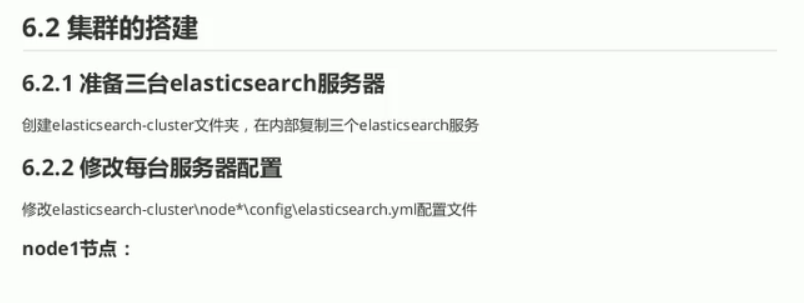 6.2 集群的搭建
6.2.1 准备三台elasticsearch服务器
创建elasticsearch-cluster文件夹，在内部复制三个elasticsearch服务
6.2.2 修改每台服务器配置
修改elasticsearch-cluster\node*\config\elasticsearch.yml配置文件
node1节点：